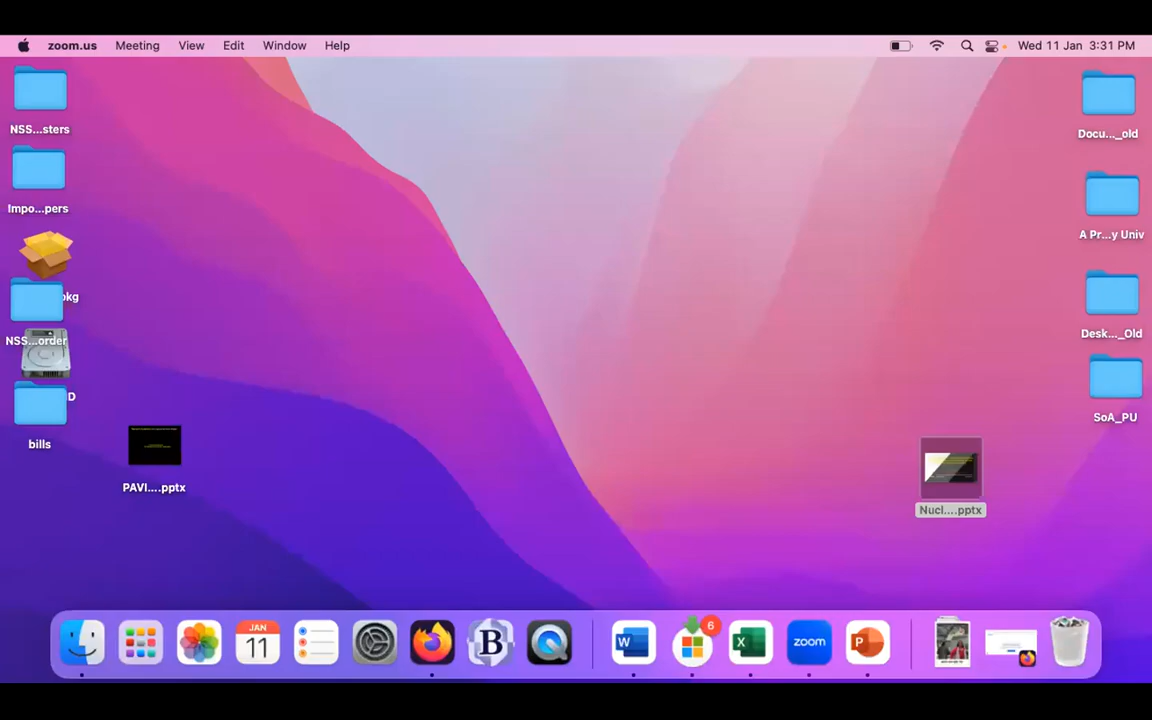 zoom.us Meeting View Edit Window Help Wed 11 Jan 3:31 PM
NSS...sters
Docu..._old
Impo...pers
A Pr...y Univ
pkg
NSS...order
Desk..._Old
D
bills
SoA_PU
PAVI....pptx
Nucl....pptx
JAN
11
B
W
6
X
zoom
P